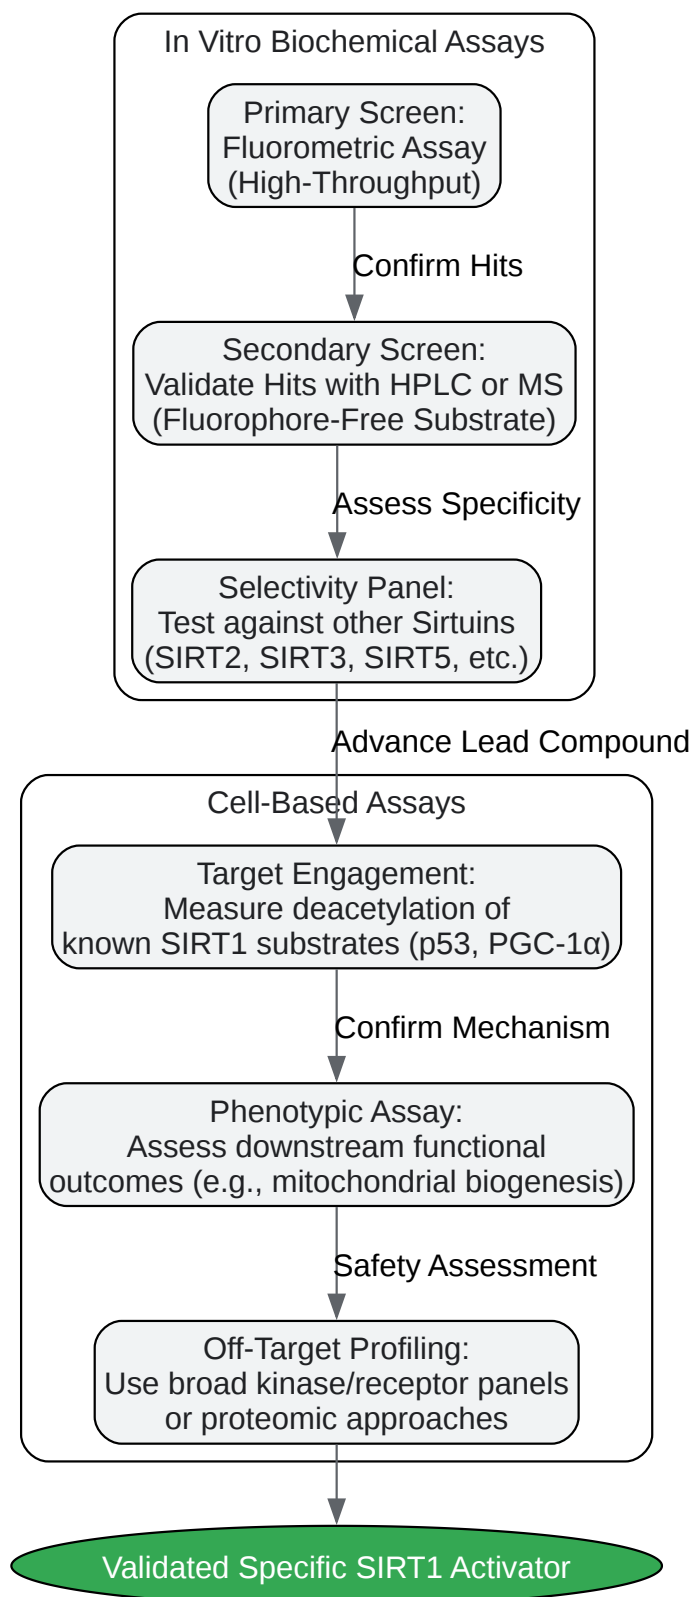 In Vitro Biochemical Assays
Primary Screen:
Fluorometric Assay
(High-Throughput)
Confirm Hits
Secondary Screen:
Validate Hits with HPLC or MS
(Fluorophore-Free Substrate)
Assess Specificity
Selectivity Panel:
Test against other Sirtuins
(SIRT2, SIRT3, SIRT5, etc.)
Advance Lead Compound
Cell-Based Assays
Target Engagement:
Measure deacetylation of
known SIRT1 substrates (p53, PGC-1α)
Confirm Mechanism
Phenotypic Assay:
Assess downstream functional
outcomes (e.g., mitochondrial biogenesis)
Safety Assessment
Off-Target Profiling:
Use broad kinase/receptor panels
or proteomic approaches
Validated Specific SIRT1 Activator